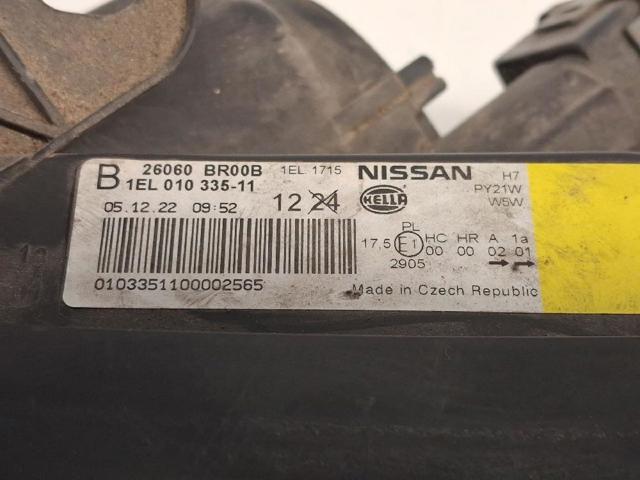 26060 BR00B 1EL 1715 NISSAN H7
B 1EL 010 335-11 HELLA PY21W
W5W
05.12.22 09:52 12 24
PL
17,5 E1 HC HR A 1a
00 00 02 01
2905
0103351100002565
Made in Czech Republic